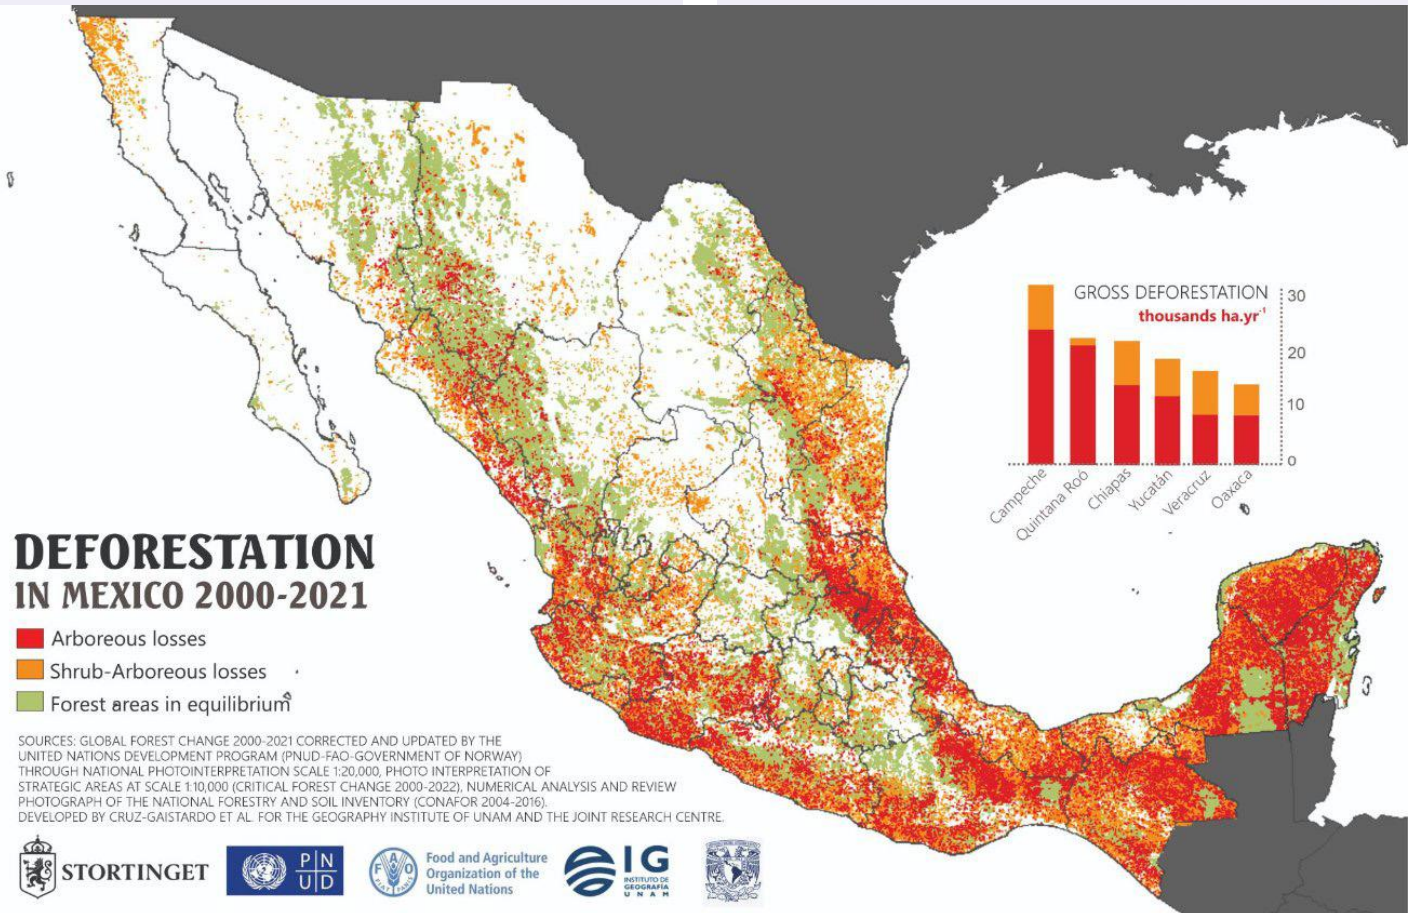 GROSS DEFORESTATION
thousands ha.yr⁻¹
30
20
10
0
Campeche
Quintana Roó
Chiapas
Yucatán
Veracruz
Oaxaca
DEFORESTATION
IN MEXICO 2000-2021
Arboreous losses
Shrub-Arboreous losses
Forest areas in equilibrium
SOURCES: GLOBAL FOREST CHANGE 2000-2021 CORRECTED AND UPDATED BY THE
UNITED NATIONS DEVELOPMENT PROGRAM (PNUD-FAO-GOVERNMENT OF NORWAY)
THROUGH NATIONAL PHOTOINTERPRETATION SCALE 1:20,000, PHOTO INTERPRETATION OF
STRATEGIC AREAS AT SCALE 1:10,000 (CRITICAL FOREST CHANGE 2000-2022), NUMERICAL ANALYSIS AND REVIEW
PHOTOGRAPH OF THE NATIONAL FORESTRY AND SOIL INVENTORY (CONAFOR 2004-2016).
DEVELOPED BY CRUZ-GAISTARDO ET AL. FOR THE GEOGRAPHY INSTITUTE OF UNAM AND THE JOINT RESEARCH CENTRE.
STORTINGET
P N
U D
F A O
FIAT PANIS
Food and Agriculture
Organization of the
United Nations
IG
INSTITUTO DE
GEOGRAFÍA
U N A M